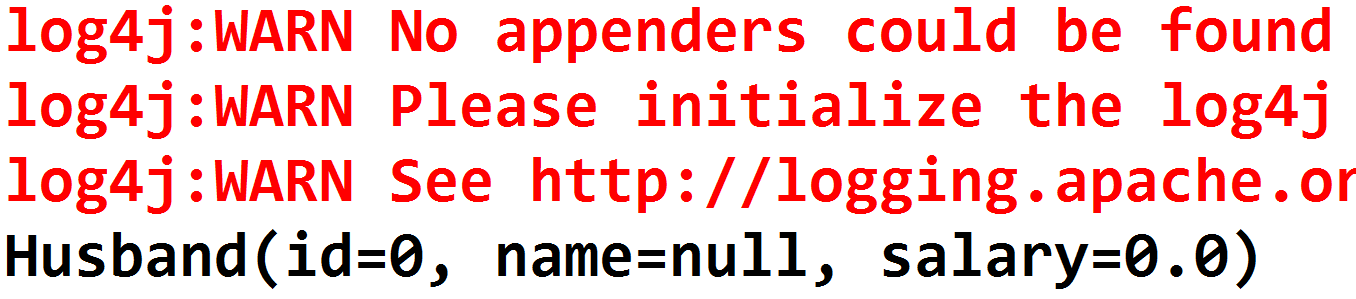 log4j:WARN No appenders could be found
log4j:WARN Please initialize the log4j
log4j:WARN See http://logging.apache.or
Husband(id=0, name=null, salary=0.0)